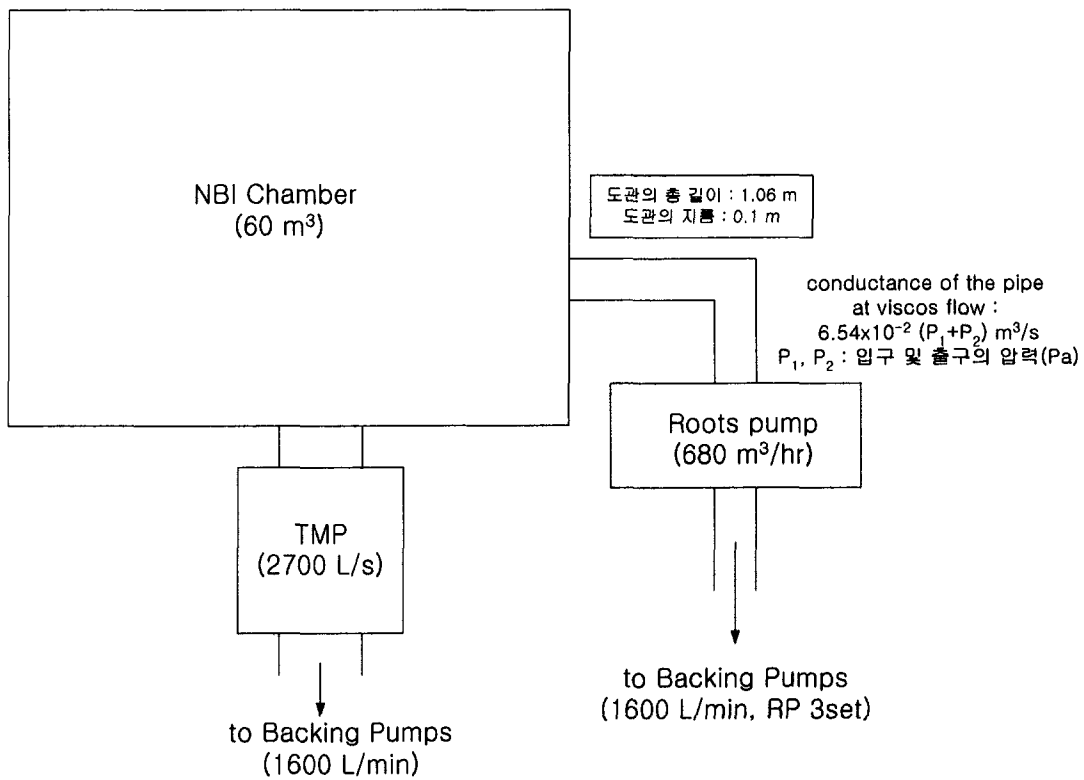 NBI Chamber
(60 m³)
도관의 총 길이 : 1.06 m
도관의 지름 : 0.1 m
conductance of the pipe
at viscos flow :
6.54x10⁻² (P₁+P₂) m³/s
P₁, P₂ : 입구 및 출구의 압력(Pa)
Roots pump
(680 m³/hr)
TMP
(2700 L/s)
to Backing Pumps
(1600 L/min, RP 3set)
to Backing Pumps
(1600 L/min)